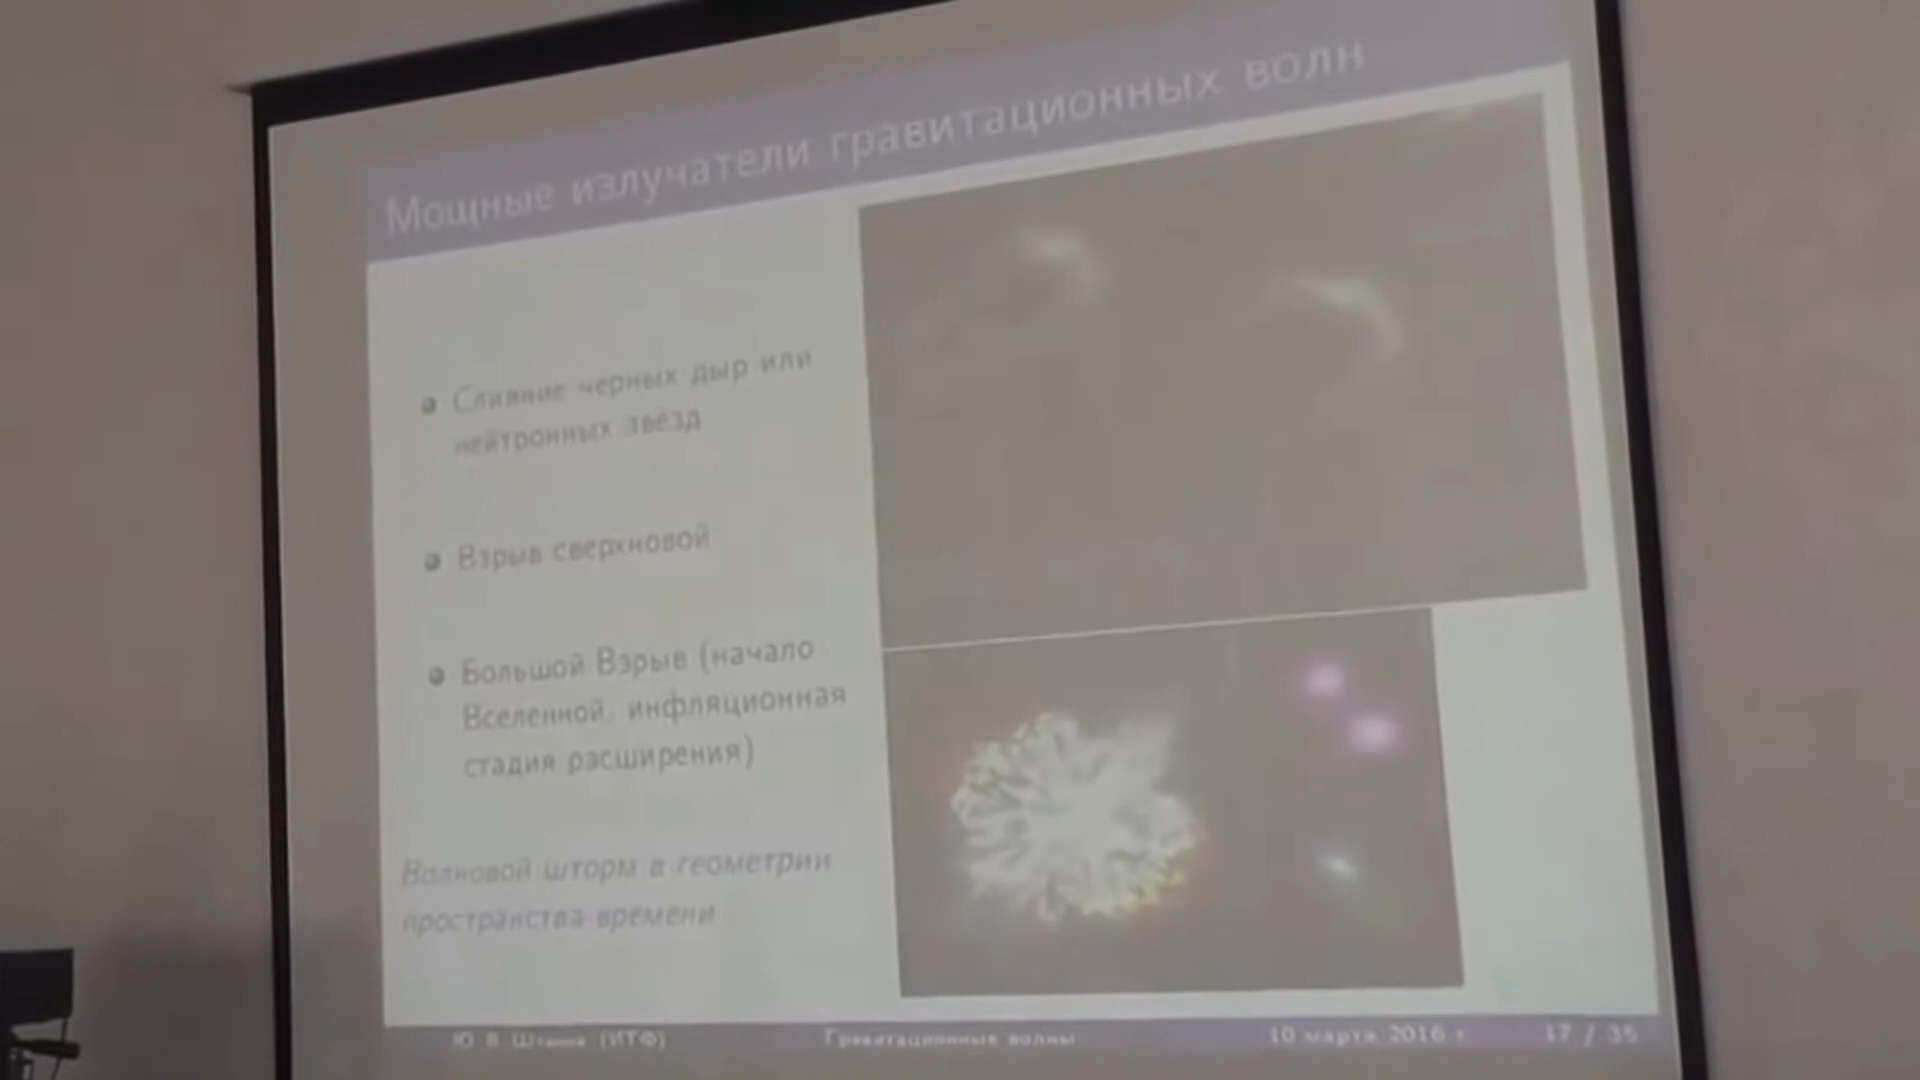 Мощные излучатели гравитационных волн
Слияние черных дыр или
нейтронных звёзд
Взрыв сверхновой
Большой Взрыв (начало
Вселенной, инфляционная
стадия расширения)
Волновой шторм в геометрии
пространства времени
Ю В (ИТФ)
Гравитационные волны
10 марта 2016 г
17 / 35